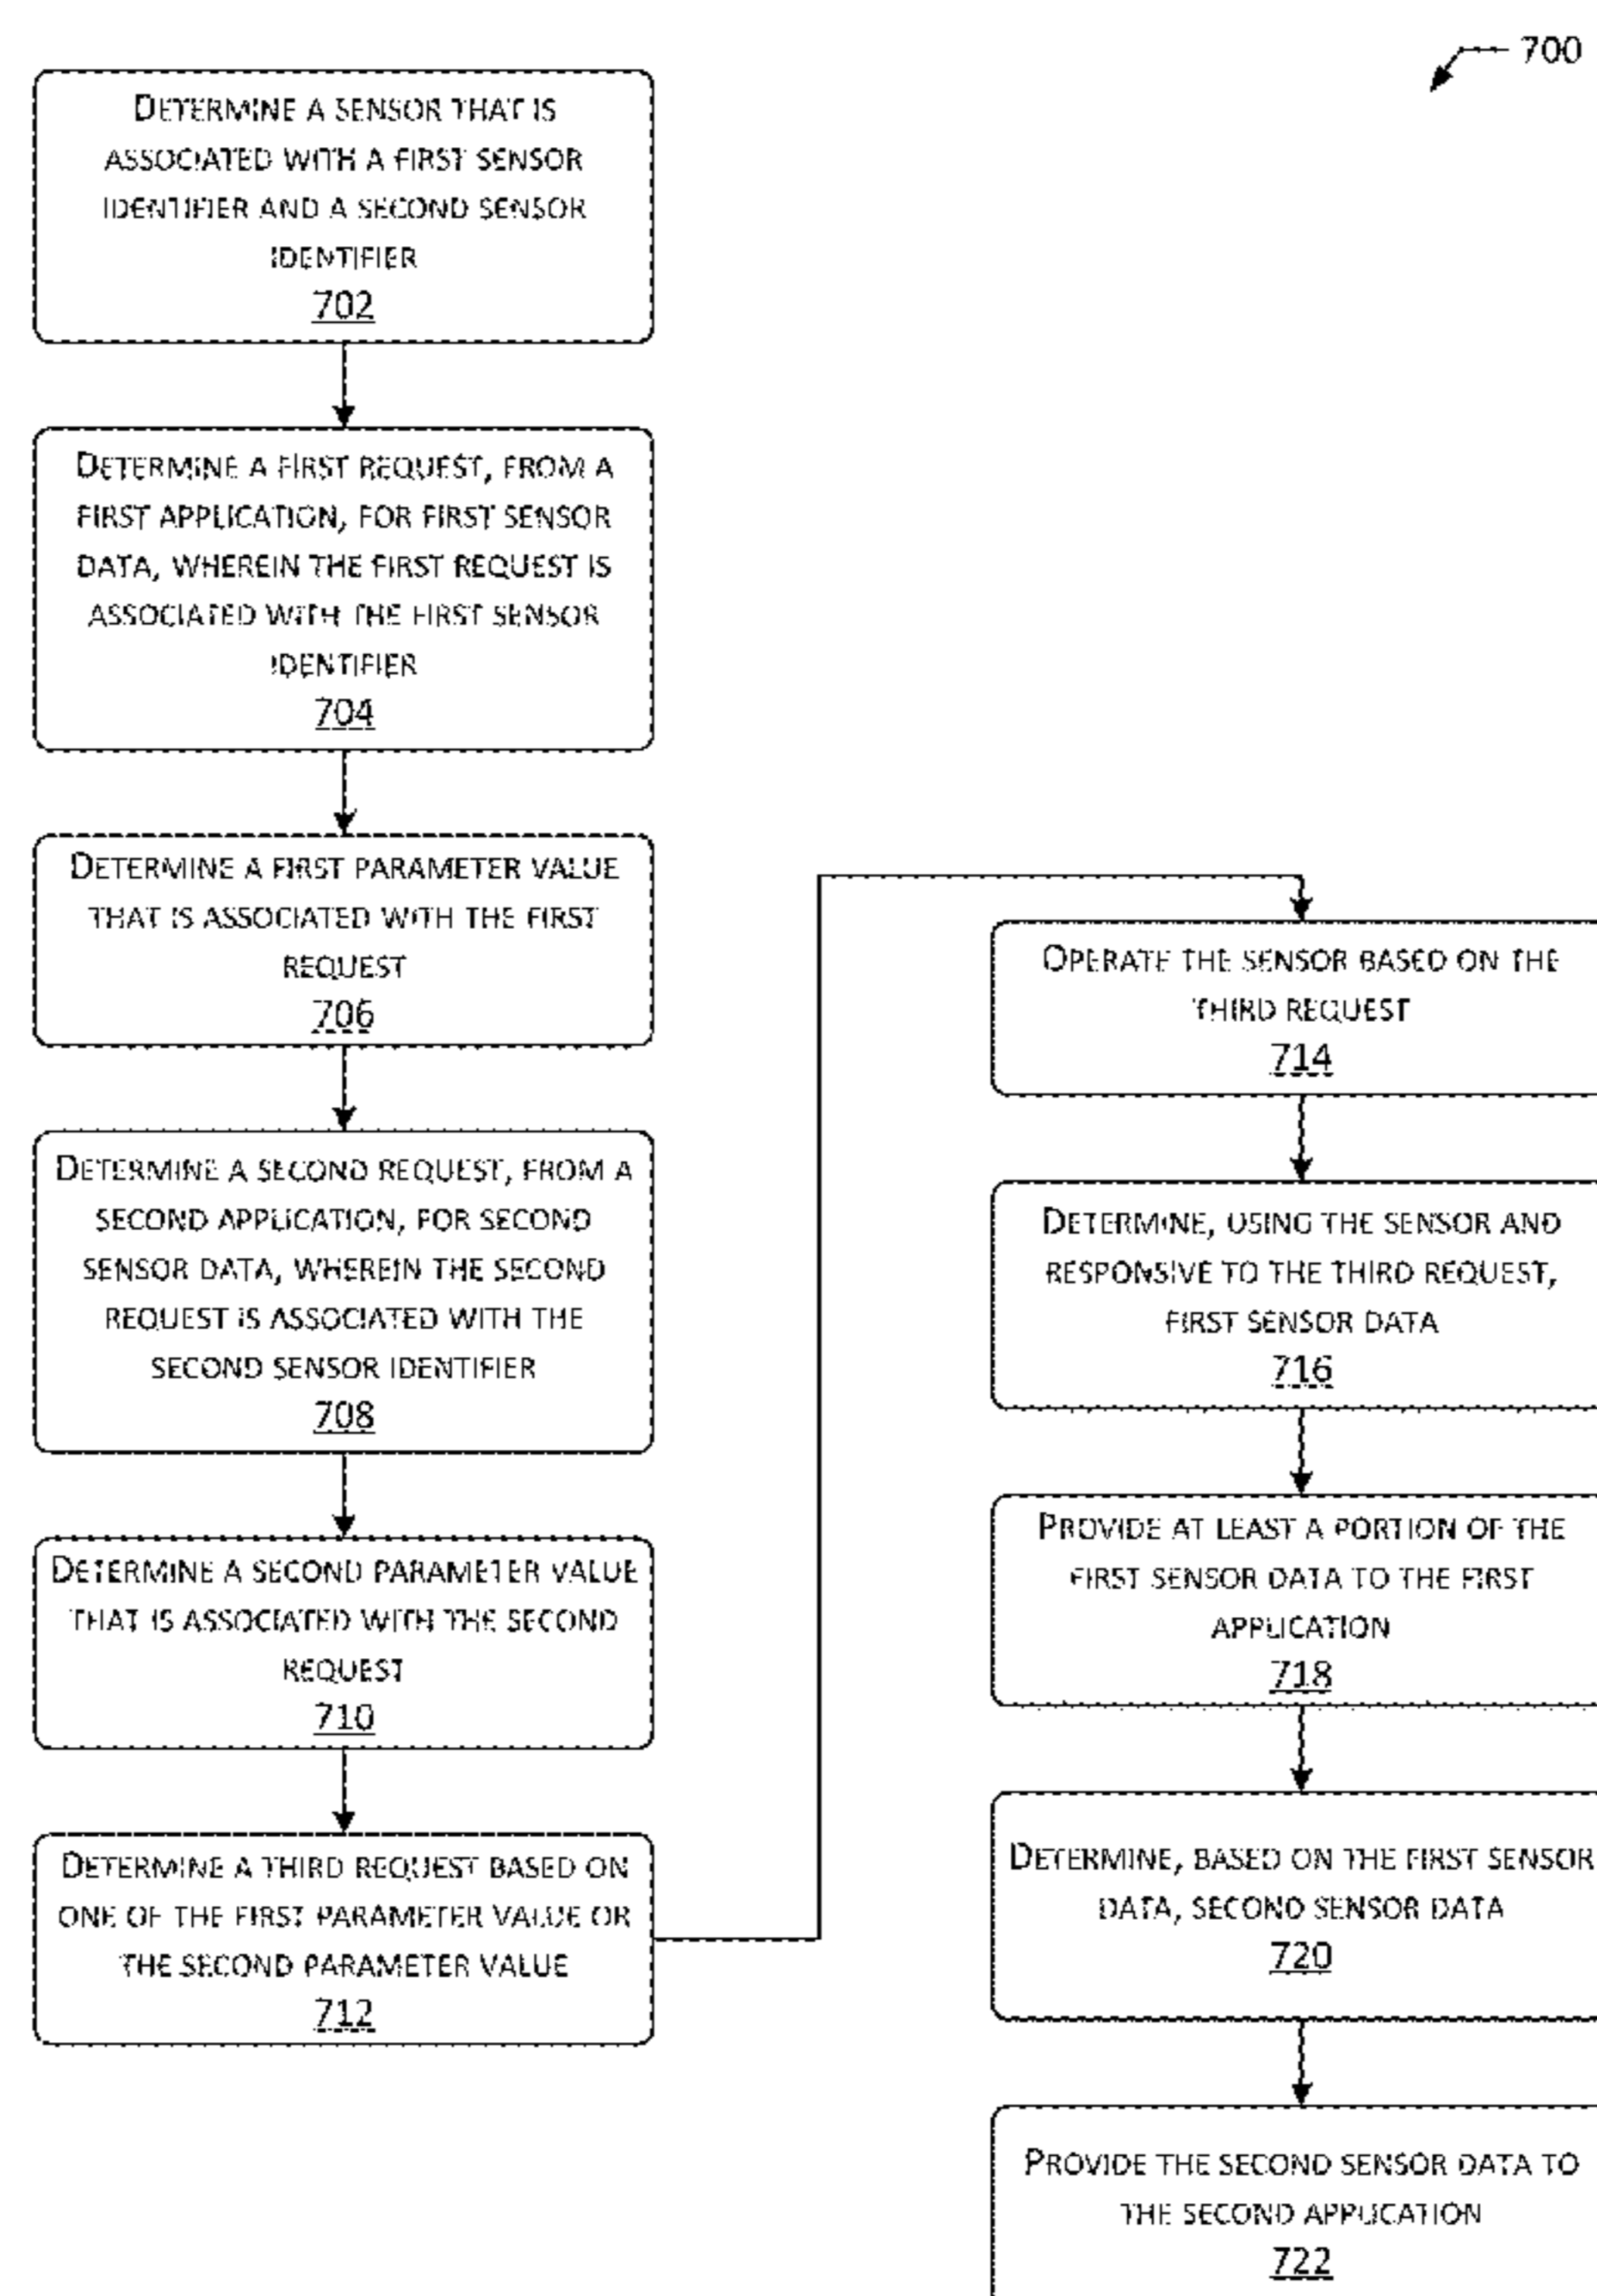 700
DETERMINE A SENSOR THAT IS
ASSOCIATED WITH A FIRST SENSOR
IDENTIFIER AND A SECOND SENSOR
IDENTIFIER
702
DETERMINE A FIRST REQUEST, FROM A
FIRST APPLICATION, FOR FIRST SENSOR
DATA, WHEREIN THE FIRST REQUEST IS
ASSOCIATED WITH THE FIRST SENSOR
IDENTIFIER
704
DETERMINE A FIRST PARAMETER VALUE
THAT IS ASSOCIATED WITH THE FIRST
REQUEST
706
DETERMINE A SECOND REQUEST, FROM A
SECOND APPLICATION, FOR SECOND
SENSOR DATA, WHEREIN THE SECOND
REQUEST IS ASSOCIATED WITH THE
SECOND SENSOR IDENTIFIER
708
DETERMINE A SECOND PARAMETER VALUE
THAT IS ASSOCIATED WITH THE SECOND
REQUEST
710
DETERMINE A THIRD REQUEST BASED ON
ONE OF THE FIRST PARAMETER VALUE OR
THE SECOND PARAMETER VALUE
712
OPERATE THE SENSOR BASED ON THE
THIRD REQUEST
714
DETERMINE, USING THE SENSOR AND
RESPONSIVE TO THE THIRD REQUEST,
FIRST SENSOR DATA
716
PROVIDE AT LEAST A PORTION OF THE
FIRST SENSOR DATA TO THE FIRST
APPLICATION
718
DETERMINE, BASED ON THE FIRST SENSOR
DATA, SECOND SENSOR DATA
720
PROVIDE THE SECOND SENSOR DATA TO
THE SECOND APPLICATION
722